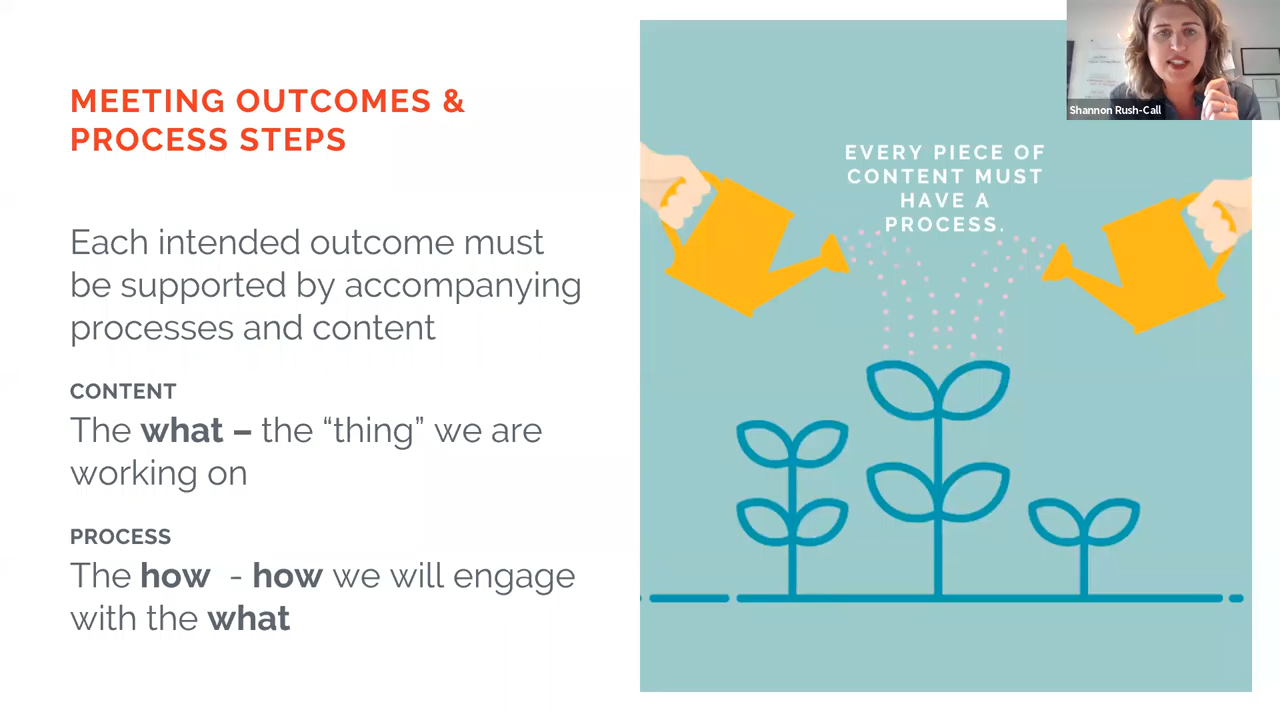 MEETING OUTCOMES &
PROCESS STEPS
Each intended outcome must
be supported by accompanying
processes and content
CONTENT
The what – the “thing” we are
working on
PROCESS
The how  - how we will engage
with the what
EVERY PIECE OF
CONTENT MUST
HAVE A
PROCESS.
Shannon Rush-Call